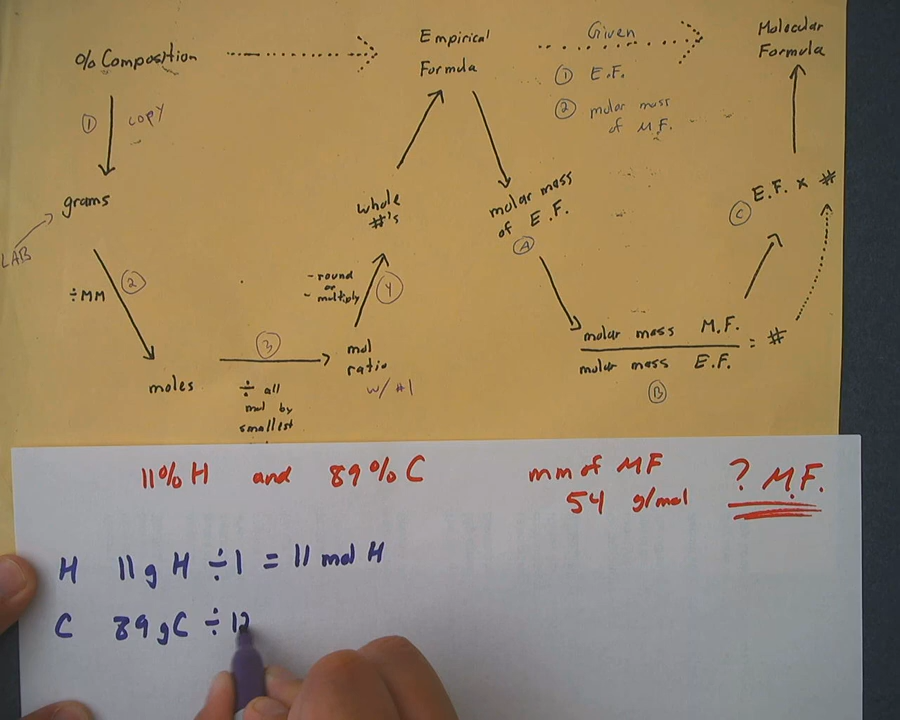 % Composition
Empirical
Formula
Given
① E.F.
② molar mass
of M.F.
Molecular
Formula
① copy
grams
LAB
② ÷MM
moles
③
÷ all
mol by
smallest
mol
ratio
w/ #1
- round
or
- multiply
④
whole
#'s
molar mass
of E.F.
Ⓐ
molar mass M.F.
molar mass E.F.
= #
Ⓑ
Ⓒ E.F. x #
11% H and 89% C
mm of MF
54 g/mol
? M.F.
H 11 g H ÷ 1 = 11 mol H
C 89 g C ÷ 12